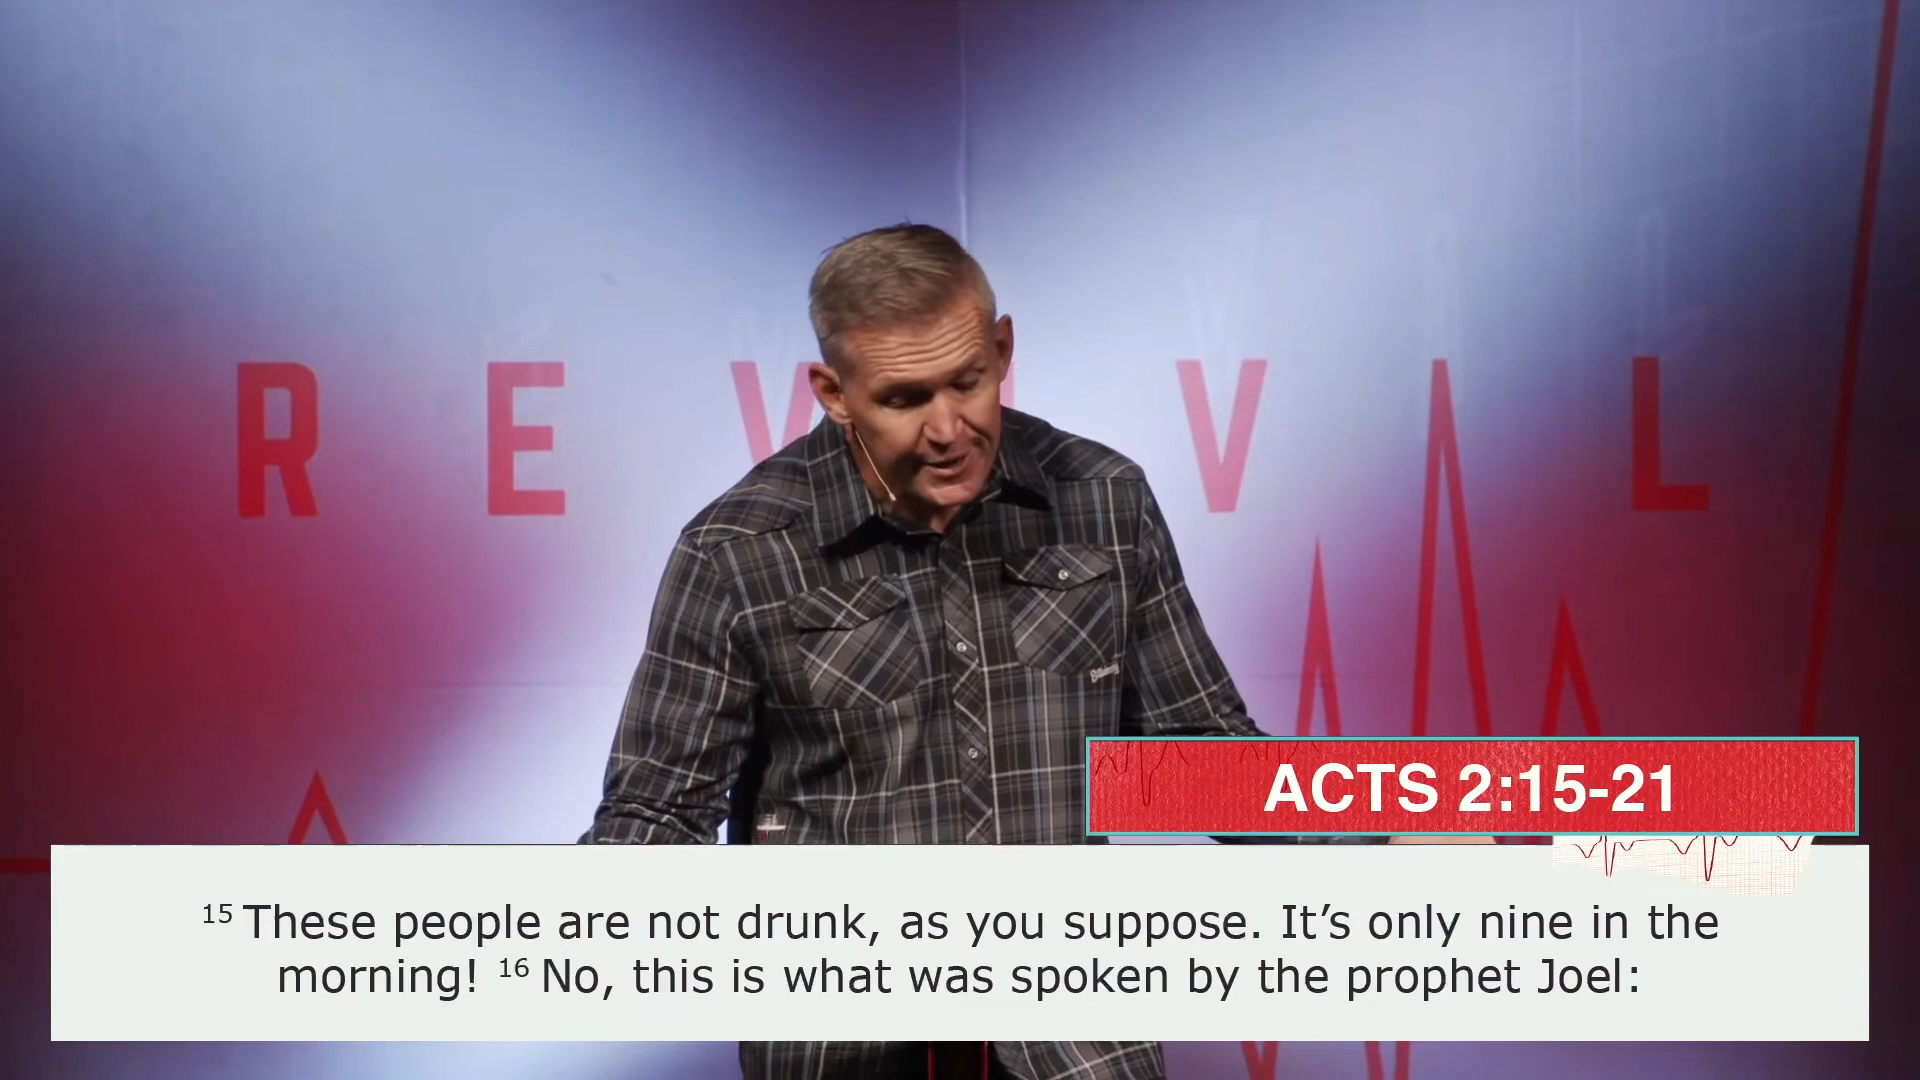 REVIVAL
ACTS 2:15-21
15 These people are not drunk, as you suppose. It’s only nine in the
morning! 16 No, this is what was spoken by the prophet Joel: